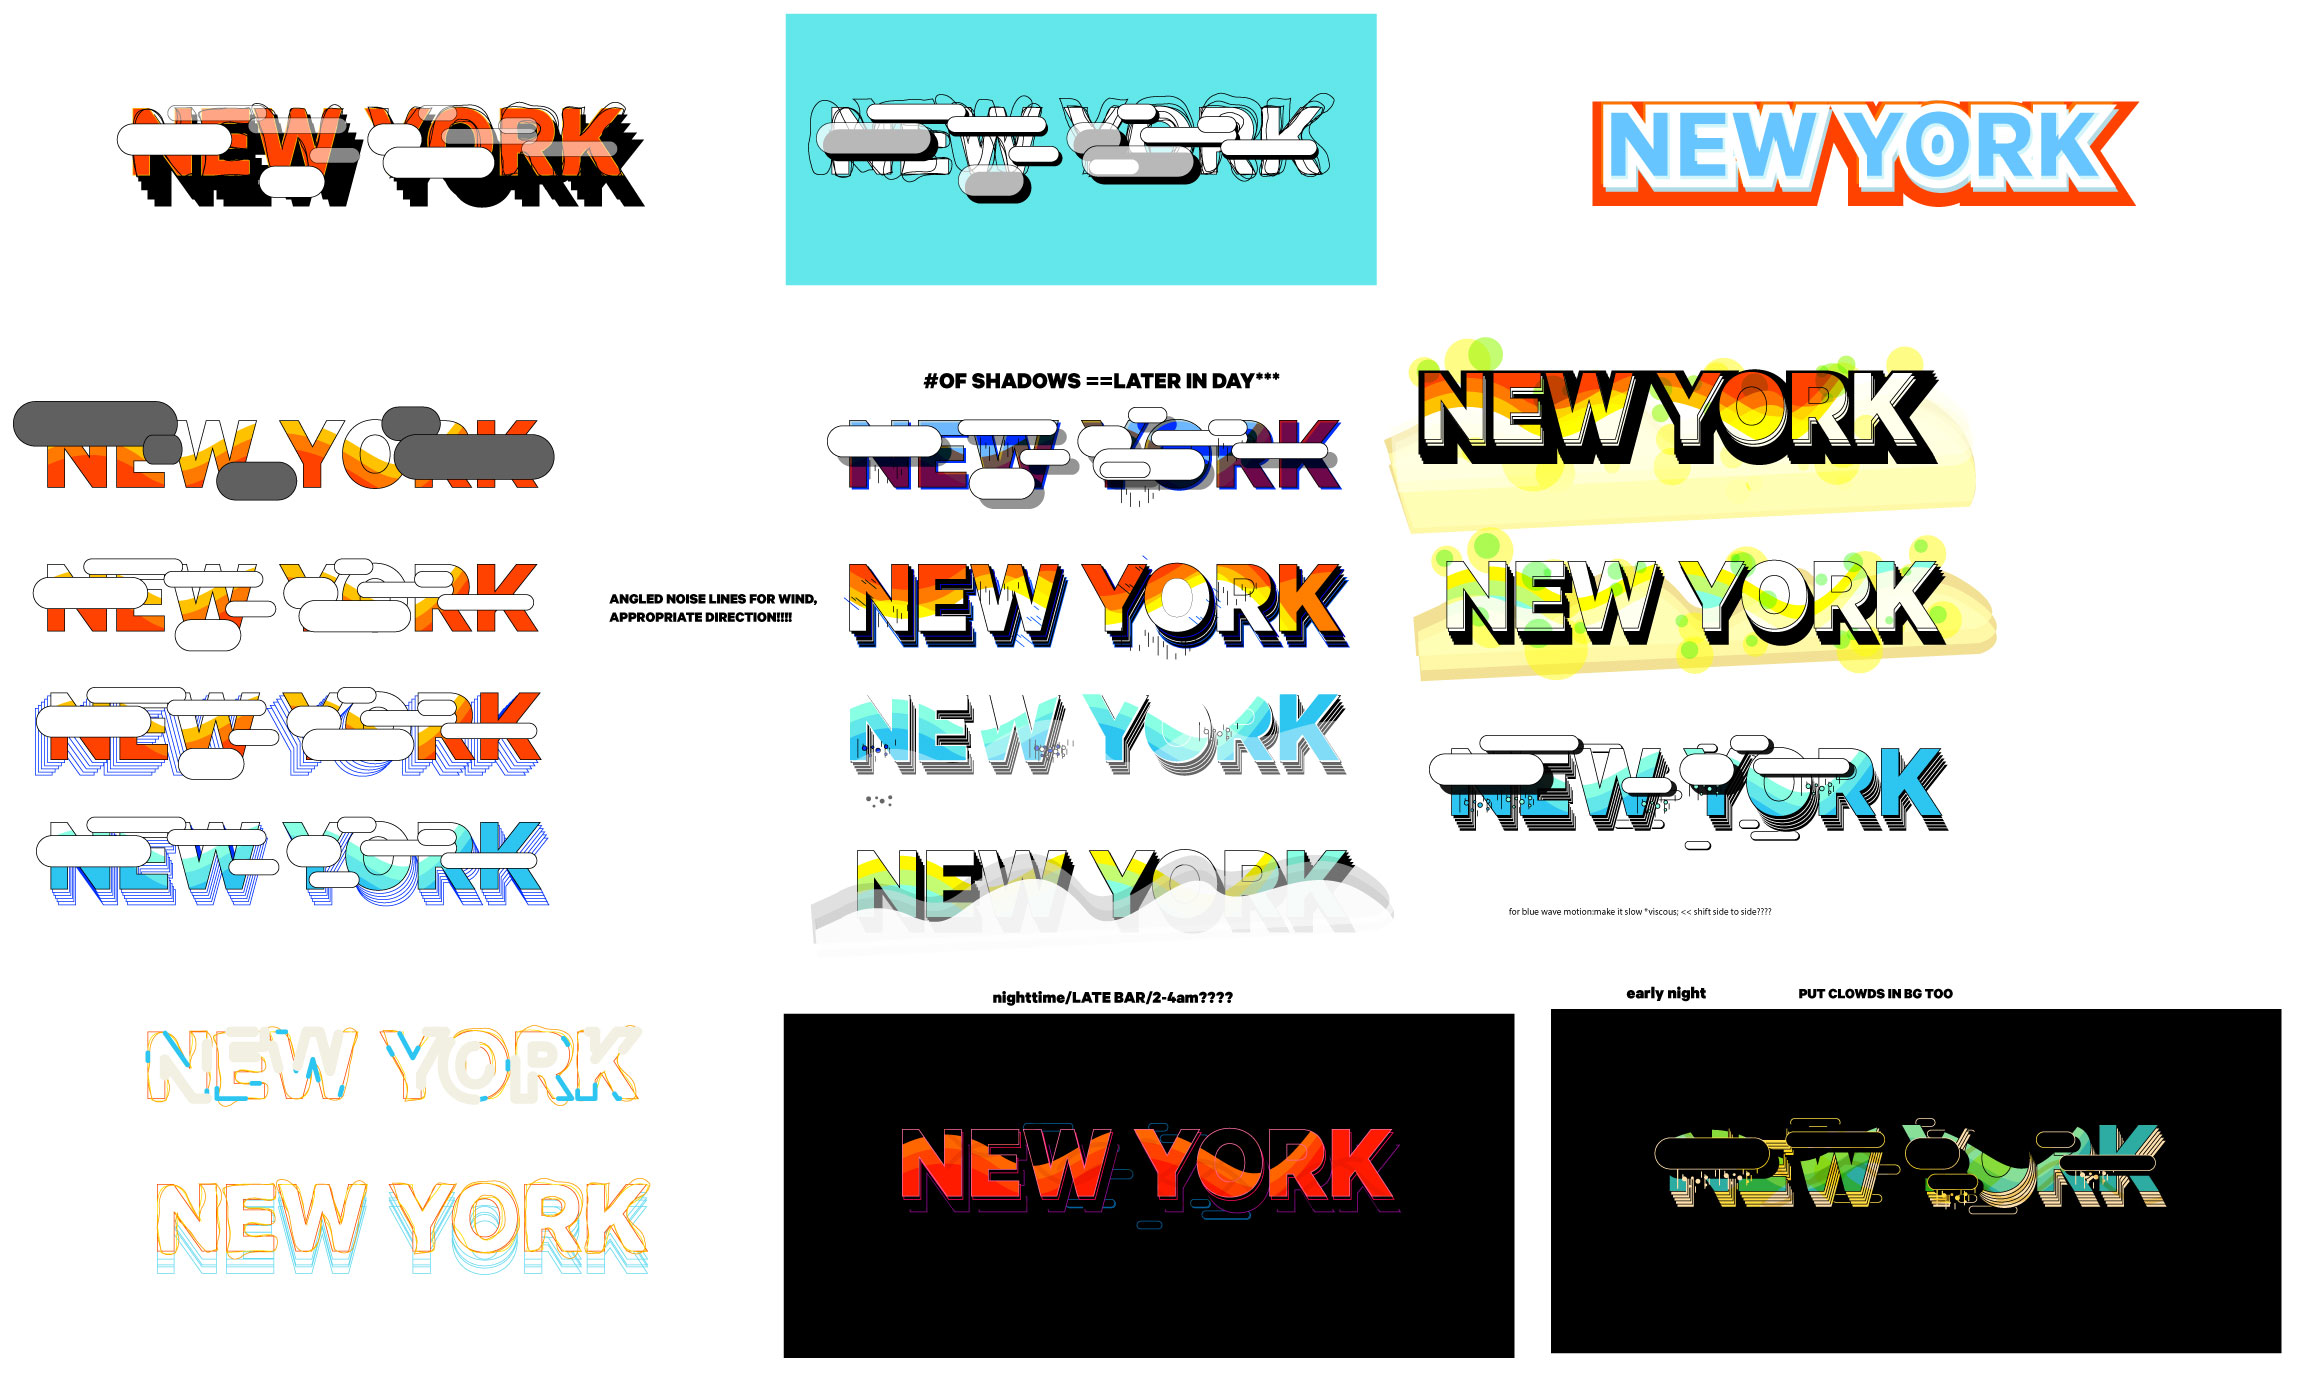 NEW YORK
NEW YORK
NEW YORK
#OF SHADOWS ==LATER IN DAY***
NEW YORK
NEW YORK
NEW YORK
NEW YORK
ANGLED NOISE LINES FOR WIND,
APPROPRIATE DIRECTION!!!!
NEW YORK
NEW YORK
NEW YORK
NEW YORK
NEW YORK
NEW YORK
NEW YORK
NEW YORK
for blue wave motion:make it slow *viscous; << shift side to side????
nighttime/LATE BAR/2-4am????
early night
PUT CLOWDS IN BG TOO
NEW YORK
NEW YORK
NEW YORK
NEW YORK